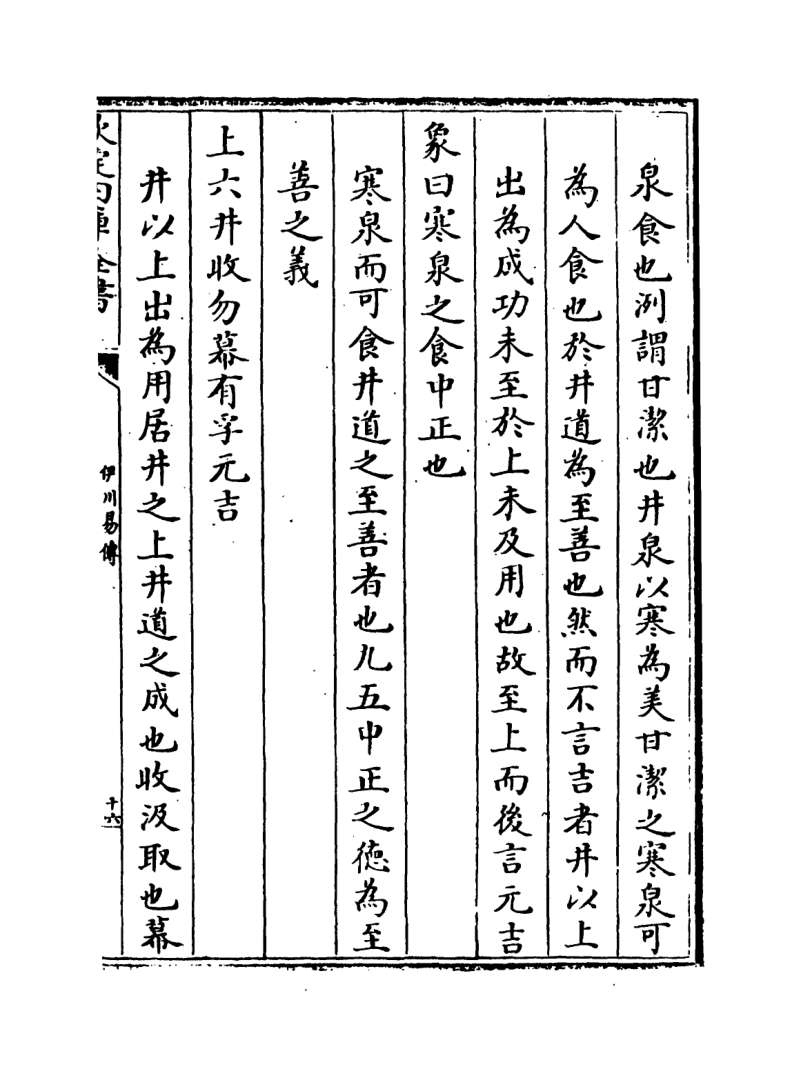 泉食也洌謂甘潔也井泉以寒為美甘潔之寒泉可
為人食也於井道為至善也然而不言吉者井以上
出為成功未至於上未及用也故至上而後言元吉
象曰寒泉之食中正也
寒泉而可食井道之至善者也九五中正之德為至
善之義
上六井收勿幕有孚元吉
井以上出為用居井之上井道之成也收汲取也幕
欽定四庫全書
伊川易傳
十六